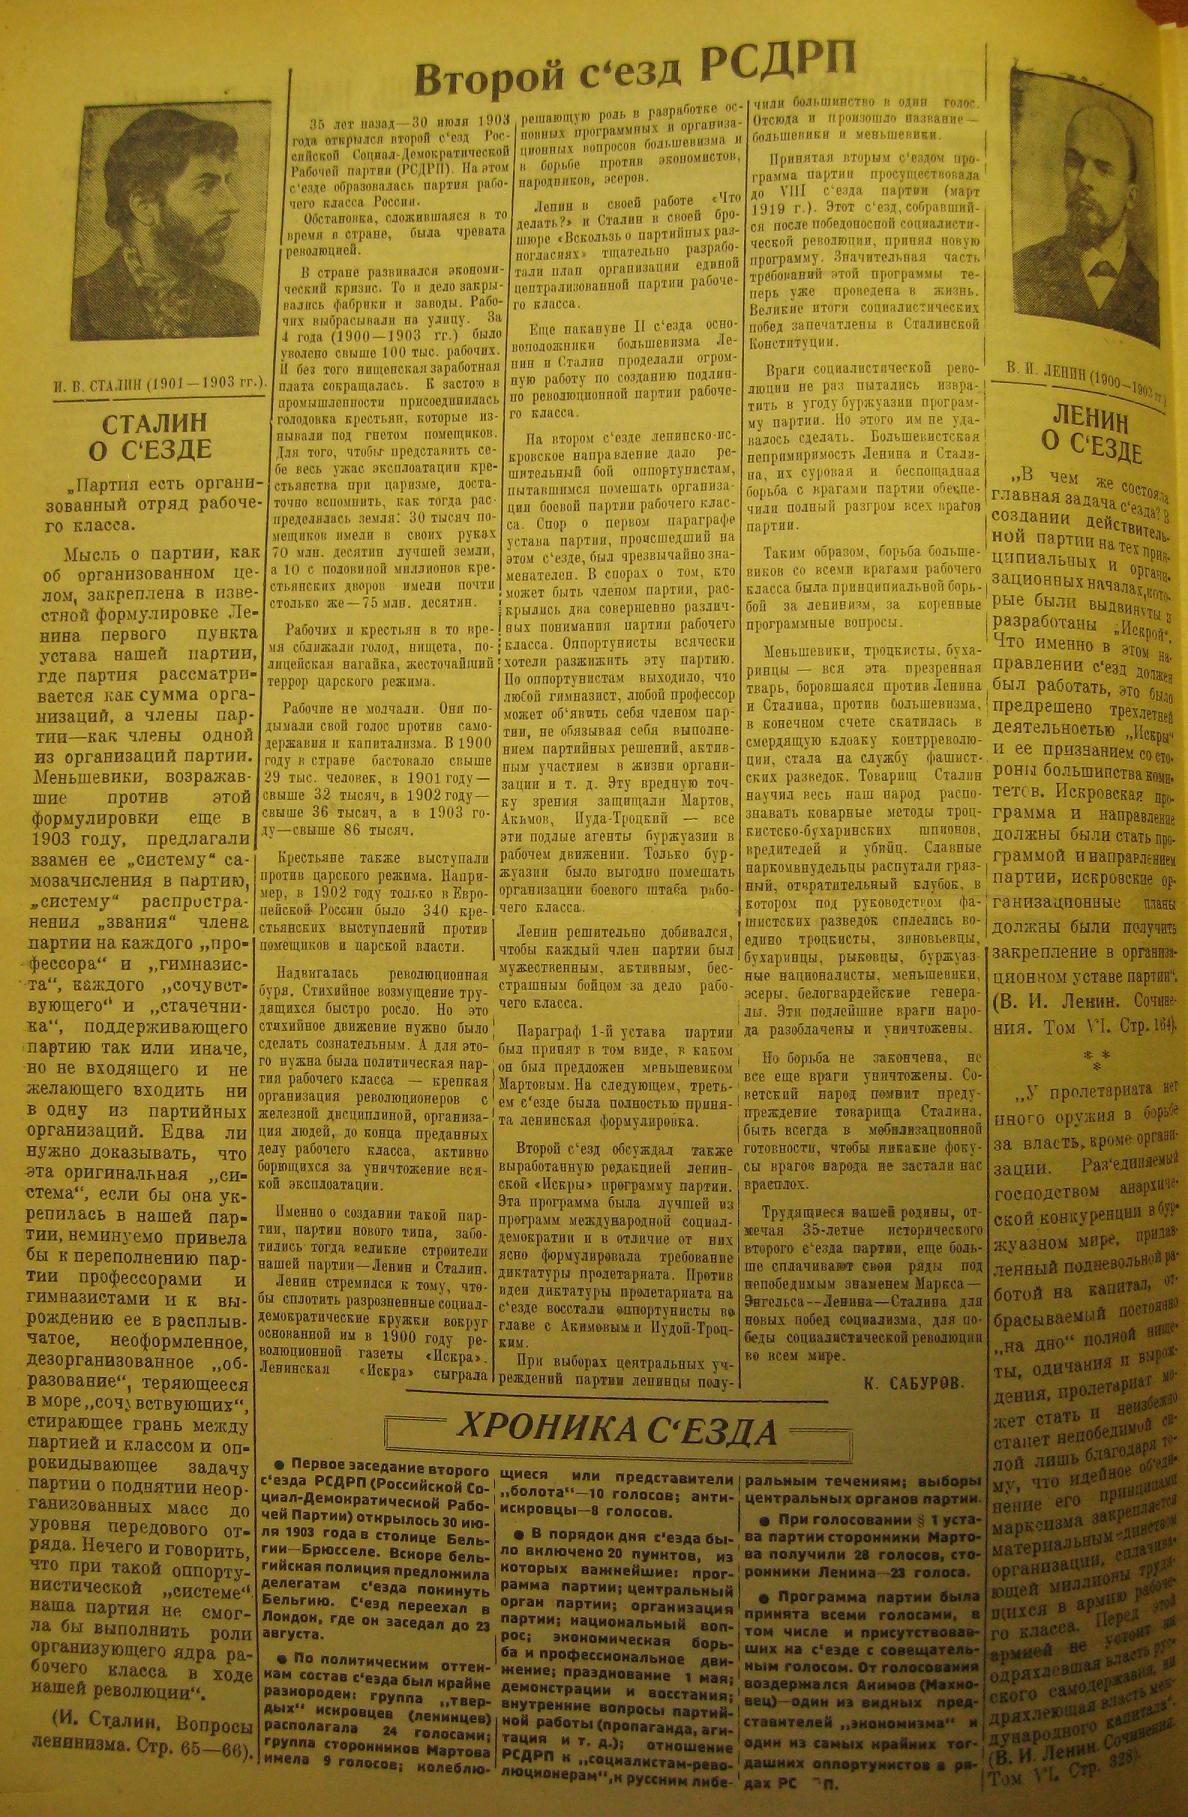 Второй с‘езд РСДРП
И. В. СТАЛИН (1901—1903 гг.).
СТАЛИН
О С‘ЕЗДЕ
„Партия есть органи-
зованный отряд рабоче-
го класса.
Мысль о партии, как
об организованном це-
лом, закреплена в изве-
стной формулировке Ле-
нина первого пункта
устава нашей партии,
где партия рассматри-
вается как сумма орга-
низаций, а члены пар-
тии—как члены одной
из организаций партии.
Меньшевики, возражав-
шие против этой
формулировки еще в
1903 году, предлагали
взамен ее „систему“ са-
мозачисления в партию,
„систему“ распростра-
нения „звания“ члена
партии на каждого „про-
фессора“ и „гимназис-
та“, каждого „сочувст-
вующего“ и „стачечни-
ка“, поддерживающего
партию так или иначе,
но не входящего и не
желающего входить ни
в одну из партийных
организаций. Едва ли
нужно доказывать, что
эта оригинальная „си-
стема“, если бы она ук-
репилась в нашей пар-
тии, неминуемо привела
бы к переполнению пар-
тии профессорами и
гимназистами и к вы-
рождению ее в расплыв-
чатое, неоформленное,
дезорганизованное „об-
разование“, теряющееся
в море „сочувствующих“,
стирающее грань между
партией и классом и оп-
рокидывающее задачу
партии о поднятии неор-
ганизованных масс до
уровня передового от-
ряда. Нечего и говорить,
что при такой оппорту-
нистической „системе“
наша партия не смог-
ла бы выполнить роли
организующего ядра ра-
бочего класса в ходе
нашей революции“.
(И. Сталин. Вопросы
ленинизма. Стр. 65—66).
35 лет назад—30 июля 1903
года открылся второй с‘езд Рос-
сийской Социал-Демократической
Рабочей партии (РСДРП). На этом
с‘езде образовалась партия рабо-
чего класса России.
Обстановка, сложившаяся в то
время в стране, была чревата
революцией.
В стране развивался экономи-
ческий кризис. То и дело закры-
вались фабрики и заводы. Рабо-
чих выбрасывали на улицу. За
4 года (1900—1903 гг.) было
уволено свыше 100 тыс. рабочих.
И без того нищенская заработная
плата сокращалась. К застою в
промышленности присоединилась
голодовка крестьян, которые из-
нывали под гнетом помещиков.
Для того, чтобы представить се-
бе весь ужас эксплоатации кре-
стьянства при царизме, доста-
точно вспомнить, как тогда рас-
пределялась земля: 30 тысяч по-
мещиков имели в своих руках
70 млн. десятин лучшей земли,
а 10 с половиной миллионов кре-
стьянских дворов имели почти
столько же—75 млн. десятин.
Рабочих и крестьян в то вре-
мя сближали голод, нищета, по-
лицейская нагайка, жесточайший
террор царского режима.
Рабочие не молчали. Они по-
дымали свой голос против само-
державия и капитализма. В 1900
году в стране бастовало свыше
29 тыс. человек, в 1901 году—
свыше 32 тысяч, в 1902 году—
свыше 36 тысяч, а в 1903 го-
ду—свыше 86 тысяч.
Крестьяне также выступали
против царского режима. Напри-
мер, в 1902 году только в Евро-
пейской России было 340 кре-
стьянских выступлений против
помещиков и царской власти.
Надвигалась революционная
буря. Стихийное возмущение тру-
дящихся быстро росло. Но это
стихийное движение нужно было
сделать сознательным. А для это-
го нужна была политическая пар-
тия рабочего класса — крепкая
организация революционеров с
железной дисциплиной, организа-
ция людей, до конца преданных
делу рабочего класса, активно
борющихся за уничтожение вся-
кой эксплоатации.
Именно о создании такой пар-
тии, партии нового типа, забо-
тились тогда великие строители
нашей партии—Ленин и Сталин.
Ленин стремился к тому, что-
бы сплотить разрозненные социал-
демократические кружки вокруг
основанной им в 1900 году ре-
волюционной газеты «Искра».
Ленинская «Искра» сыграла
решающую роль в разработке ос-
новных программных и организа-
ционных вопросов большевизма и
в борьбе против экономистов,
народников, эсеров.
Ленин в своей работе «Что
делать?» и Сталин в своей бро-
шюре «Вскользь о партийных раз-
ногласиях» тщательно разрабо-
тали план организации единой
централизованной партии рабоче-
го класса.
Еще накануне II с‘езда осно-
воположники большевизма Ле-
нин и Сталин проделали огром-
ную работу по созданию подлин-
но революционной партии рабоче-
го класса.
На втором с‘езде ленинско-ис-
кровское направление дало ре-
шительный бой оппортунистам,
пытавшимся помешать организа-
ции боевой партии рабочего клас-
са. Спор о первом параграфе
устава партии, происшедший на
этом с‘езде, был чрезвычайно зна-
менателен. В спорах о том, кто
может быть членом партии, рас-
крылись два совершенно различ-
ных понимания партии рабочего
класса. Оппортунисты всячески
хотели разжижить эту партию.
По оппортунистам выходило, что
любой гимназист, любой профессор
может об‘явить себя членом пар-
тии, не обязывая себя выполне-
нием партийных решений, актив-
ным участием в жизни органи-
зации и т. д. Эту вредную точ-
ку зрения защищали Мартов,
Акимов, Иуда-Троцкий — все
эти подлые агенты буржуазии в
рабочем движении. Только бур-
жуазии было выгодно помешать
организации боевого штаба рабо-
чего класса.
Ленин решительно добивался,
чтобы каждый член партии был
мужественным, активным, бес-
страшным бойцом за дело рабо-
чего класса.
Параграф 1-й устава партии
был принят в том виде, в каком
он был предложен меньшевиком
Мартовым. На следующем, треть-
ем с‘езде была полностью приня-
та ленинская формулировка.
Второй с‘езд обсуждал также
выработанную редакцией ленин-
ской «Искры» программу партии.
Эта программа была лучшей из
программ международной социал-
демократии и в отличие от них
ясно формулировала требование
диктатуры пролетариата. Против
идеи диктатуры пролетариата на
с‘езде восстали оппортунисты во
главе с Акимовым и Иудой-Троц-
ким.
При выборах центральных уч-
реждений партии ленинцы полу-
чили большинство в один голос.
Отсюда и произошло название—
большевики и меньшевики.
Принятая вторым с‘ездом про-
грамма партии просуществовала
до VIII с‘езда партии (март
1919 г.). Этот с‘езд, собравший-
ся после победоносной социалисти-
ческой революции, принял новую
программу. Значительная часть
требований этой программы те-
перь уже проведена в жизнь.
Великие итоги социалистических
побед запечатлены в Сталинской
Конституции.
Враги социалистической рево-
люции не раз пытались извра-
тить в угоду буржуазии програм-
му партии. Но этого им не уда-
валось сделать. Большевистская
непримиримость Ленина и Стали-
на, их суровая и беспощадная
борьба с врагами партии обеспе-
чили полный разгром всех врагов
партии.
Таким образом, борьба больше-
виков со всеми врагами рабочего
класса была принципиальной борь-
бой за ленинизм, за коренные
программные вопросы.
Меньшевики, троцкисты, буха-
ринцы — вся эта презренная
тварь, боровшаяся против Ленина
и Сталина, против большевизма,
в конечном счете скатилась в
смердящую клоаку контрреволю-
ции, стала на службу фашист-
ских разведок. Товарищ Сталин
научил весь наш народ распо-
знавать коварные методы троц-
кистско-бухаринских шпионов,
вредителей и убийц. Славные
наркомвнудельцы распутали гряз-
ный, отвратительный клубок, в
котором под руководством фа-
шистских разведок сплелись во-
едино троцкисты, зиновьевцы,
бухаринцы, рыковцы, буржуаз-
ные националисты, меньшевики,
эсеры, белогвардейские генера-
лы. Эти подлейшие враги наро-
да разоблачены и уничтожены.
Но борьба не закончена, не
все еще враги уничтожены. Со-
ветский народ помнит преду-
преждение товарища Сталина,
быть всегда в мобилизационной
готовности, чтобы никакие фоку-
сы врагов народа не застали нас
врасплох.
Трудящиеся нашей родины, от-
мечая 35-летие исторического
второго с‘езда партии, еще боль-
ше сплачивают свои ряды под
непобедимым знаменем Маркса—
Энгельса—Ленина—Сталина для
новых побед социализма, для по-
беды социалистической революции
во всем мире.
К. САБУРОВ.
В. И. ЛЕНИН (1900—1903 гг.)
ЛЕНИН
О С‘ЕЗДЕ
„В чем же состояла
главная задача с‘езда? В
создании действитель-
ной партии на тех прин-
ципиальных и органи-
зационных началах, кото-
рые были выдвинуты и
разработаны „Искрой“.
Что именно в этом на-
правлении с‘езд должен
был работать, это было
предрешено трехлетней
деятельностью „Искры“
и ее признанием со сто-
роны большинства коми-
тетов. Искровская про-
грамма и направление
должны были стать про-
граммой и направлением
партии, искровские ор-
ганизационные планы
должны были получить
закрепление в организа-
ционном уставе партии“.
(В. И. Ленин. Сочине-
ния. Том VI. Стр. 164).
* *
*
„У пролетариата нет
иного оружия в борьбе
за власть, кроме органи-
зации. Раз‘единяемый
господством анархиче-
ской конкуренции в бур-
жуазном мире, придав-
ленный подневольной ра-
ботой на капитал, от-
брасываемый постоянно
„на дно“ полной нище-
ты, одичания и вырож-
дения, пролетариат мо-
жет стать и неизбежно
станет непобедимой си-
лой лишь благодаря то-
му, что идейное об‘еди-
нение его принципами
марксизма закрепляется
материальным единством
организации, сплачива-
ющей миллионы трудя-
щихся в армию рабоче-
го класса. Перед этой
армией не устоит ни
одряхлевшая власть рус-
ского самодержавия, ни
дряхлеющая власть меж-
дународного капитала“.
(В. И. Ленин. Сочинения.
Том VI. Стр. 328).
ХРОНИКА С‘ЕЗДА
● Первое заседание второго
с‘езда РСДРП (Российской Со-
циал-Демократической Рабо-
чей Партии) открылось 30 ию-
ля 1903 года в столице Бель-
гии—Брюсселе. Вскоре бель-
гийская полиция предложила
делегатам с‘езда покинуть
Бельгию. С‘езд переехал в
Лондон, где он заседал до 23
августа.
● По политическим оттен-
кам состав с‘езда был крайне
разнороден: группа „твер-
дых“ искровцев (ленинцев)
располагала 24 голосами;
группа сторонников Мартова
имела 9 голосов; колеблю-
щиеся или представители
„болота“—10 голосов; анти-
искровцы—8 голосов.
● В порядок дня с‘езда бы-
ло включено 20 пунктов, из
которых важнейшие: прог-
рамма партии; центральный
орган партии; организация
партии; национальный воп-
рос; экономическая борь-
ба и профессиональное дви-
жение; празднование 1 мая;
демонстрации и восстания;
внутренние вопросы партий-
ной работы (пропаганда, аги-
тация и т. д.); отношение
РСДРП к „социалистам-рево-
люционерам“, к русским либе-
ральным течениям; выборы
центральных органов партии.
● При голосовании § 1 уста-
ва партии сторонники Марто-
ва получили 28 голосов, сто-
ронники Ленина—23 голоса.
● Программа партии была
принята всеми голосами, в
том числе и присутствовав-
ших на с‘езде с совещатель-
ным голосом. От голосования
воздержался Акимов (Махно-
вец)—один из видных пред-
ставителей „экономизма“ и
один из самых крайних тог-
дашних оппортунистов в ря-
дах РС П.